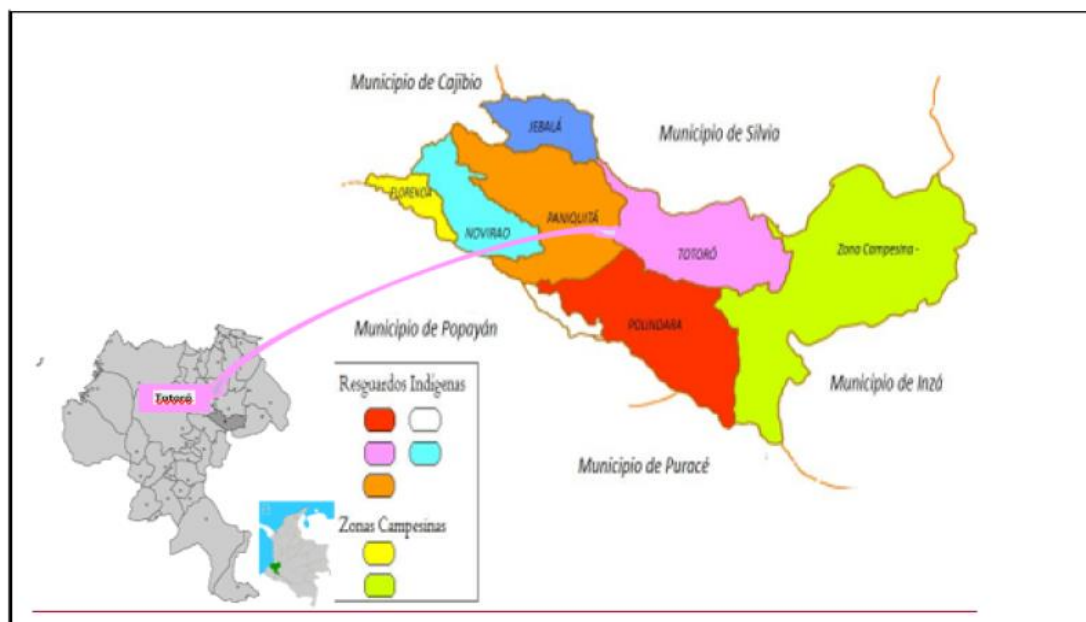 Municipio de Cajibio
JEBALÁ
Municipio de Silvia
FLORENCIA
NOVIRAO
PANIQUITÁ
TOTORÓ
Zona Campesina -
Municipio de Popayán
POLINDARA
Municipio de Inzá
Totoró
Resguardos Indígenas
Municipio de Puracé
Zonas Campesinas